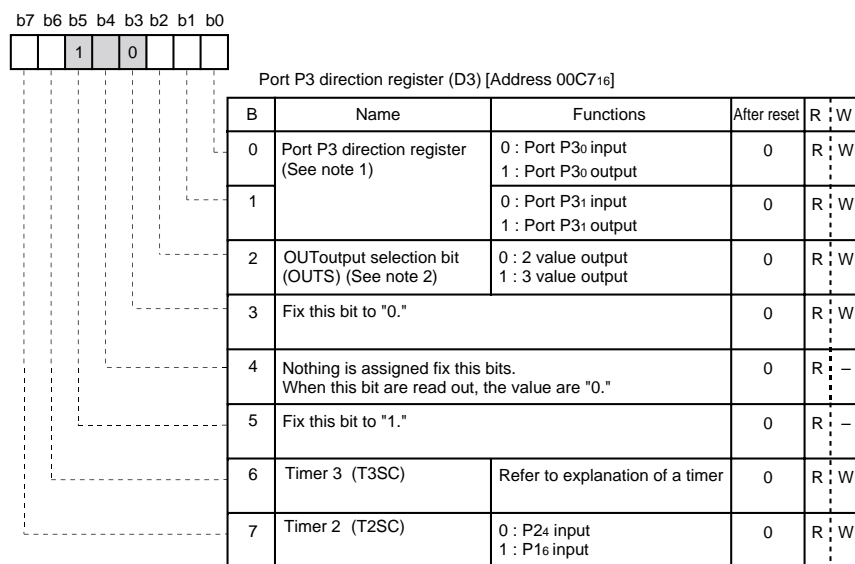 b7 b6 b5 b4 b3 b2 b1 b0
1 0
Port P3 direction register (D3) [Address 00C716]
B Name Functions After reset R W
0 Port P3 direction register
(See note 1)
0 : Port P30 input
1 : Port P30 output
0 R W
1 0 : Port P31 input
1 : Port P31 output
0 R W
2 OUToutput selection bit
(OUTS) (See note 2)
0 : 2 value output
1 : 3 value output
0 R W
3 Fix this bit to "0." 0 R W
4 Nothing is assigned fix this bits.
When this bit are read out, the value are "0."
0 R –
5 Fix this bit to "1." 0 R –
6 Timer 3 (T3SC) Refer to explanation of a timer 0 R W
7 Timer 2 (T2SC) 0 : P24 input
1 : P16 input
0 R W